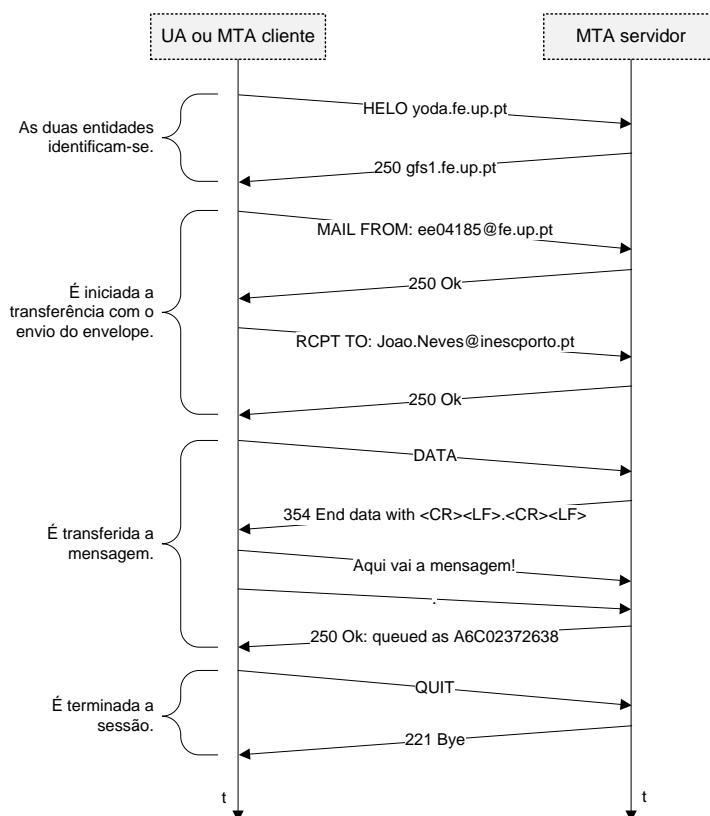 UA ou MTA cliente
MTA servidor
HELO yoda.fe.up.pt
As duas entidades
identificam-se.
250 gfs1.fe.up.pt
MAIL FROM: ee04185@fe.up.pt
250 Ok
É iniciada a
transferência com o
envio do envelope.
RCPT TO: Joao.Neves@inescporto.pt
250 Ok
DATA
354 End data with <CR><LF>.<CR><LF>
É transferida a
mensagem.
Aqui vai a mensagem!
.
250 Ok: queued as A6C02372638
QUIT
É terminada a
sessão.
221 Bye
t
t